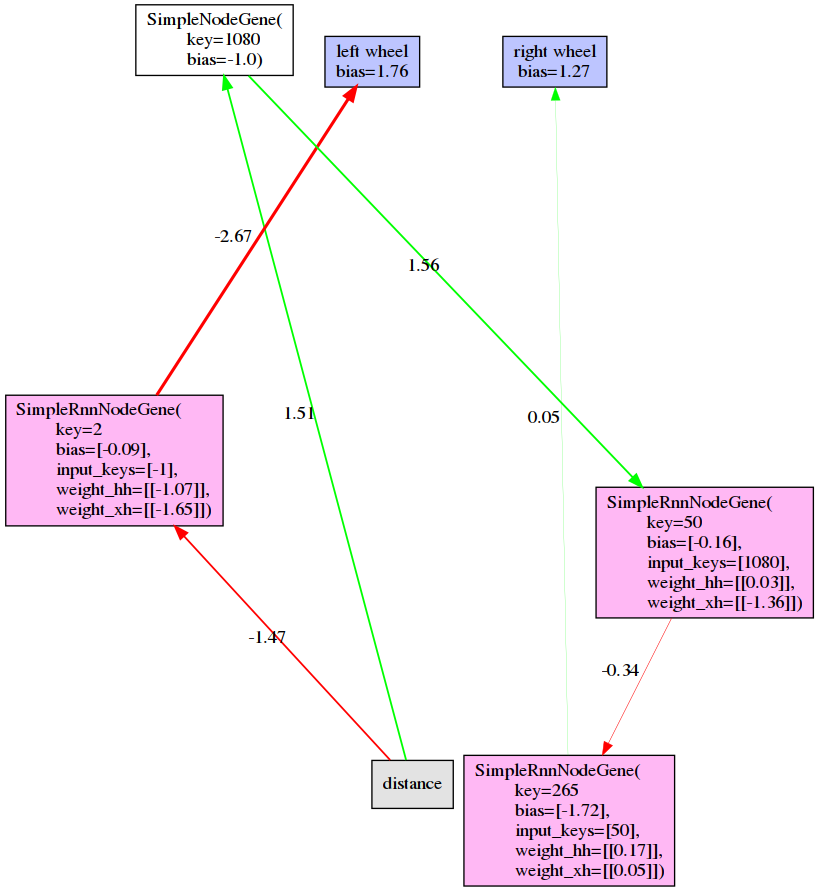 SimpleNodeGene(
key=1080
bias=-1.0)
left wheel
bias=1.76
right wheel
bias=1.27
-2.67
1.56
1.51
0.05
SimpleRnnNodeGene(
key=2
bias=[-0.09],
input_keys=[-1],
weight_hh=[[-1.07]],
weight_xh=[[-1.65]])
SimpleRnnNodeGene(
key=50
bias=[-0.16],
input_keys=[1080],
weight_hh=[[0.03]],
weight_xh=[[-1.36]])
-1.47
-0.34
distance
SimpleRnnNodeGene(
key=265
bias=[-1.72],
input_keys=[50],
weight_hh=[[0.17]],
weight_xh=[[0.05]])